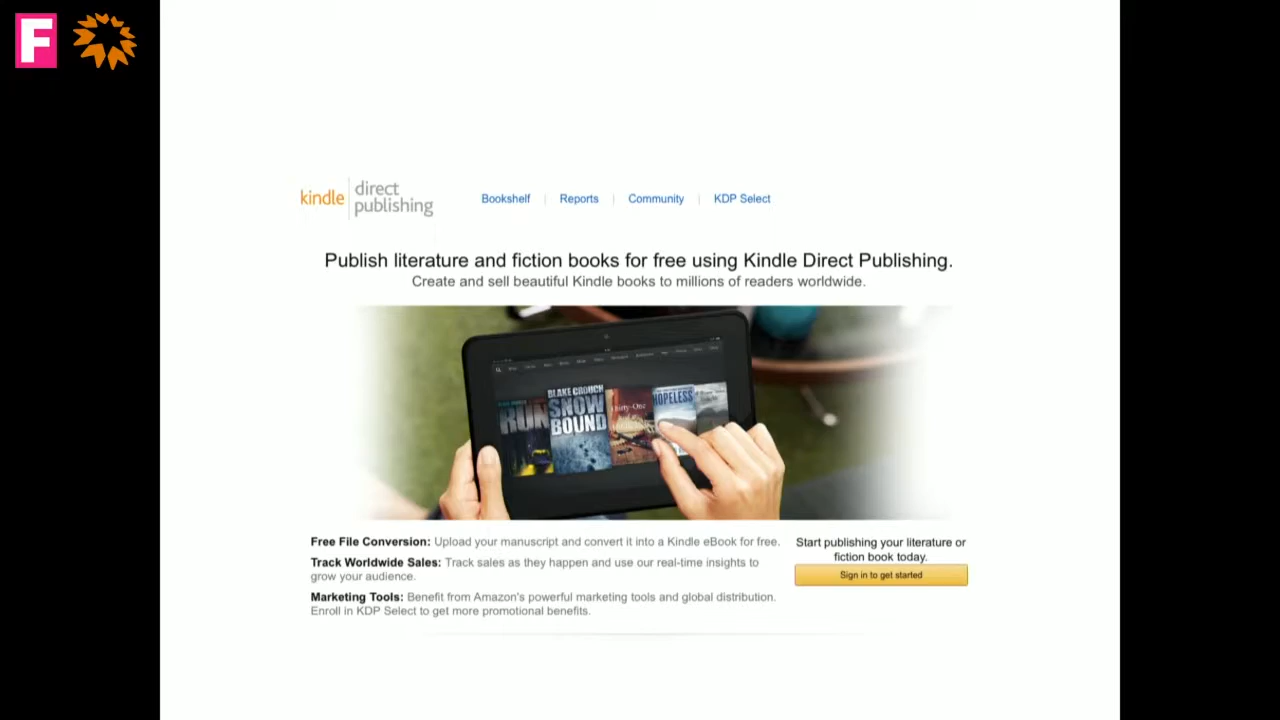 F
kindle
direct
publishing
Bookshelf
Reports
Community
KDP Select
Publish literature and fiction books for free using Kindle Direct Publishing.
Create and sell beautiful Kindle books to millions of readers worldwide.
RUN
BLAKE CROUCH
SNOW
BOUND
Thirty-One
HOPELESS
Free File Conversion: Upload your manuscript and convert it into a Kindle eBook for free.
Track Worldwide Sales: Track sales as they happen and use our real-time insights to
grow your audience.
Marketing Tools: Benefit from Amazon's powerful marketing tools and global distribution.
Enroll in KDP Select to get more promotional benefits.
Start publishing your literature or
fiction book today.
Sign in to get started